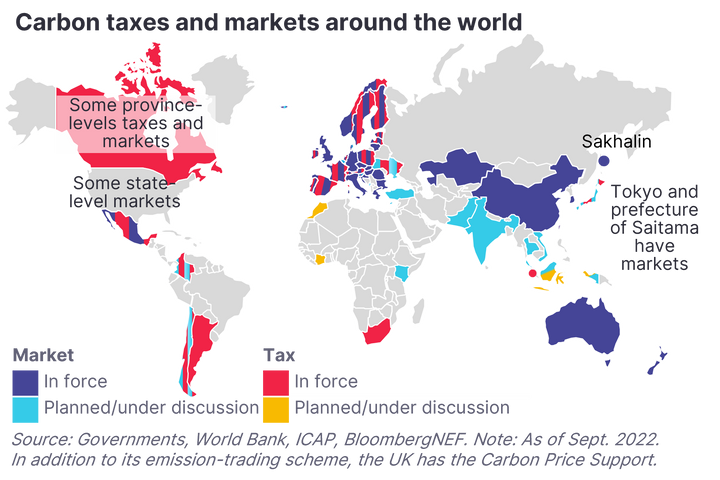 Carbon taxes and markets around the world
Some province-
levels taxes and
markets
Some state-
level markets
Sakhalin
Tokyo and
prefecture
of Saitama
have
markets
Market
In force
Planned/under discussion
Tax
In force
Planned/under discussion
Source: Governments, World Bank, ICAP, BloombergNEF. Note: As of Sept. 2022.
In addition to its emission-trading scheme, the UK has the Carbon Price Support.